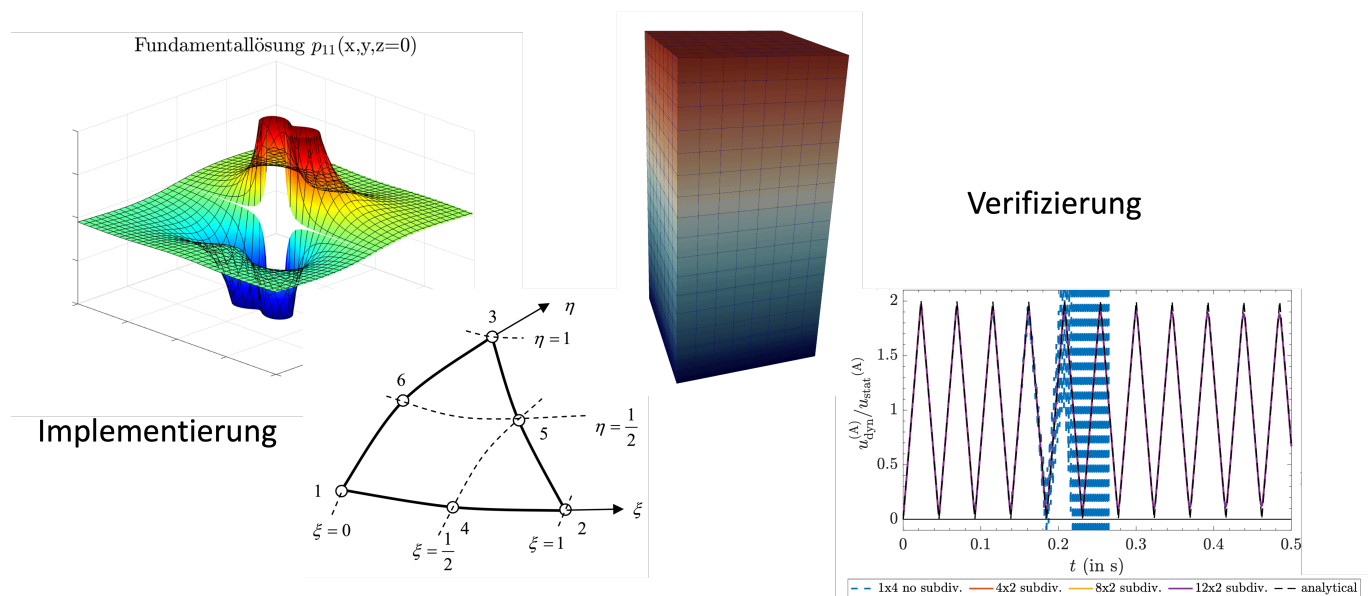 Fundamentallösung p₁₁(x,y,z=0)
Implementierung
3
η
η = 1
6
5
η = 1/2
1
4
2
ξ
ξ = 0
ξ = 1/2
ξ = 1
Verifizierung
u_dyn^(A)/u_stat^(A)
2
1.5
1
0.5
0
0 0.1 0.2 0.3 0.4 0.5
t (in s)
1x4 no subdiv. 4x2 subdiv. 8x2 subdiv. 12x2 subdiv. analytical